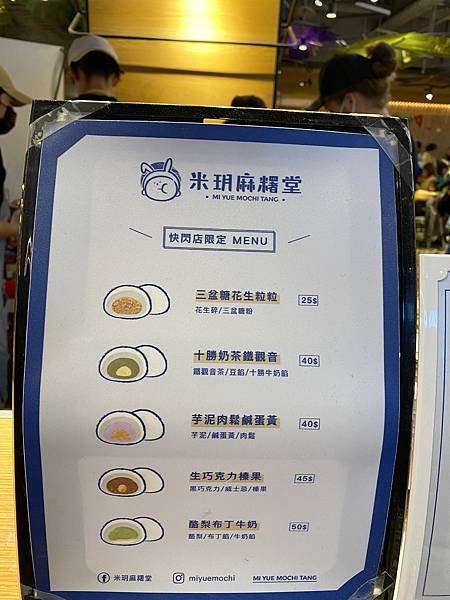 米玥麻糬堂
• MI YUE MOCHI TANG •
快閃店限定 MENU
三盆糖花生粒粒 25$
花生碎/三盆糖粉
十勝奶茶鐵觀音 40$
鐵觀音茶/豆餡/十勝牛奶餡
芋泥肉鬆鹹蛋黃 40$
芋泥/鹹蛋黃/肉鬆
生巧克力榛果 45$
黑巧克力/威士忌/榛果
酪梨布丁牛奶 50$
酪梨/布丁餡/牛奶餡
米玥麻糬堂 miyuemochi MI YUE MOCHI TANG